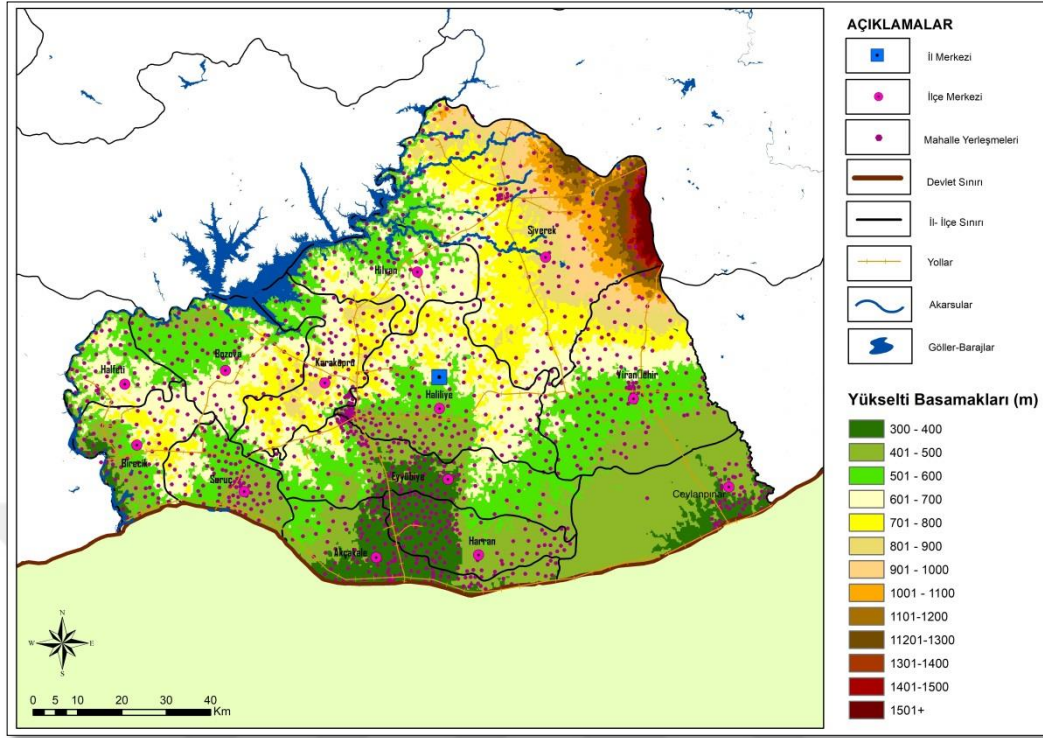 AÇIKLAMALAR
İl Merkezi
İlçe Merkezi
Mahalle Yerleşmeleri
Devlet Sınırı
İl- İlçe Sınırı
Yollar
Akarsular
Göller-Barajlar
Yükselti Basamakları (m)
300 - 400
401 - 500
501 - 600
601 - 700
701 - 800
801 - 900
901 - 1000
1001 - 1100
1101-1200
11201-1300
1301-1400
1401-1500
1501+
Siverek
Hilvan
Bozova
Halfeti
Karaköprü
Viranşehir
Haliliye
Birecik
Suruç
Eyyübiye
Ceylanpınar
Akçakale
Harran
N
W E
S
0 5 10 20 30 40
Km